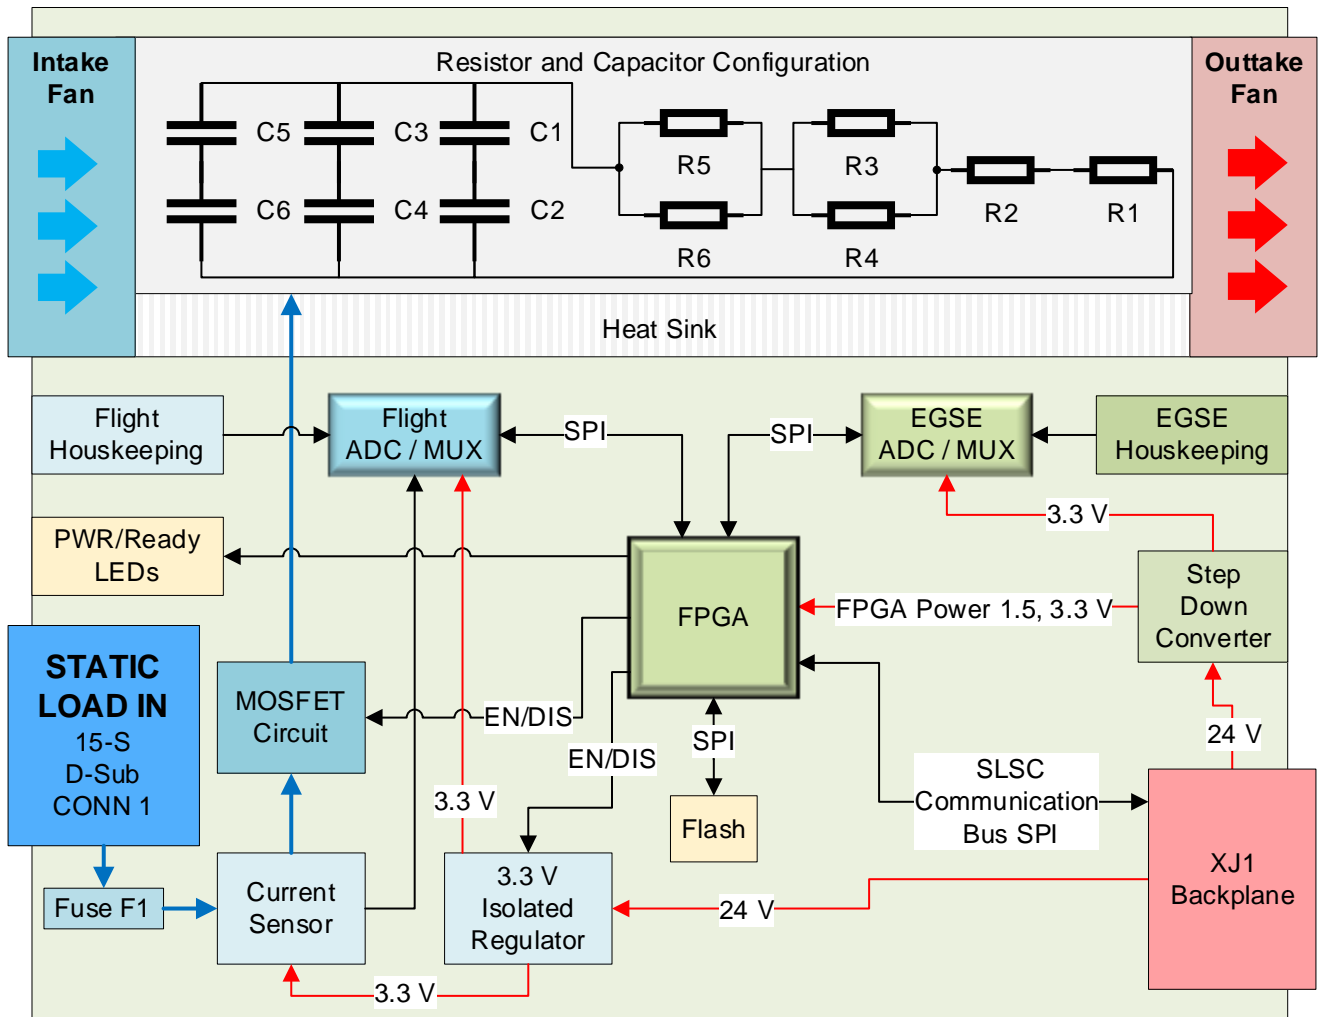 Intake
Fan
Resistor and Capacitor Configuration
Outtake
Fan
C5
C3
C1
C6
C4
C2
R5
R3
R6
R4
R2
R1
Heat Sink
Flight
Houskeeping
Flight
ADC / MUX
SPI
SPI
EGSE
ADC / MUX
EGSE
Houskeeping
3.3 V
PWR/Ready
LEDs
FPGA
FPGA Power 1.5, 3.3 V
Step
Down
Converter
STATIC
LOAD IN
15-S
D-Sub
CONN 1
MOSFET
Circuit
EN/DIS
EN/DIS
SPI
24 V
3.3 V
Flash
SLSC
Communication
Bus SPI
XJ1
Backplane
Fuse F1
Current
Sensor
3.3 V
Isolated
Regulator
24 V
3.3 V